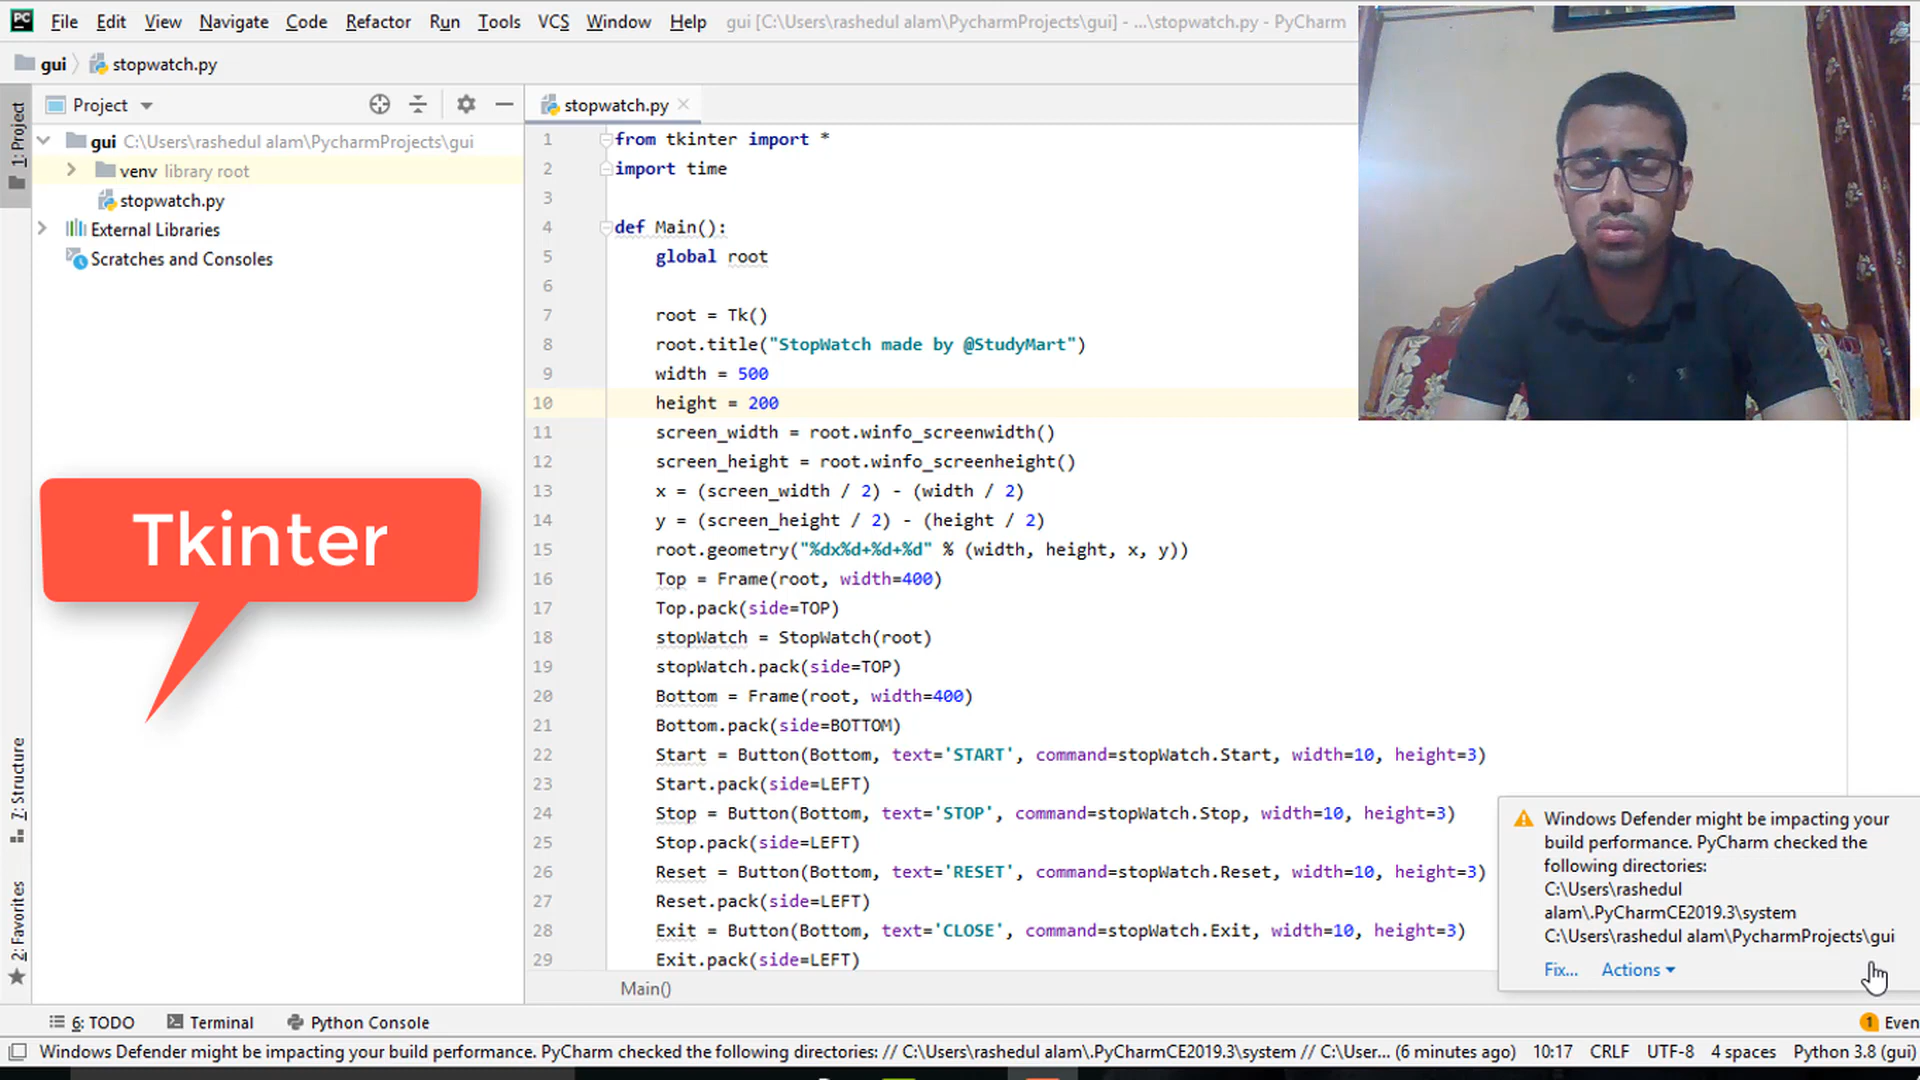 File Edit View Navigate Code Refactor Run Tools VCS Window Help gui [C:\Users\rashedul alam\PycharmProjects\gui] - ...\stopwatch.py - PyCharm
gui stopwatch.py
1: Project
Project
stopwatch.py
gui C:\Users\rashedul alam\PycharmProjects\gui
venv library root
stopwatch.py
External Libraries
Scratches and Consoles
Tkinter
7: Structure
2: Favorites
1 from tkinter import *
2 import time
3
4 def Main():
5 global root
6
7 root = Tk()
8 root.title("StopWatch made by @StudyMart")
9 width = 500
10 height = 200
11 screen_width = root.winfo_screenwidth()
12 screen_height = root.winfo_screenheight()
13 x = (screen_width / 2) - (width / 2)
14 y = (screen_height / 2) - (height / 2)
15 root.geometry("%dx%d+%d+%d" % (width, height, x, y))
16 Top = Frame(root, width=400)
17 Top.pack(side=TOP)
18 stopWatch = StopWatch(root)
19 stopWatch.pack(side=TOP)
20 Bottom = Frame(root, width=400)
21 Bottom.pack(side=BOTTOM)
22 Start = Button(Bottom, text='START', command=stopWatch.Start, width=10, height=3)
23 Start.pack(side=LEFT)
24 Stop = Button(Bottom, text='STOP', command=stopWatch.Stop, width=10, height=3)
25 Stop.pack(side=LEFT)
26 Reset = Button(Bottom, text='RESET', command=stopWatch.Reset, width=10, height=3)
27 Reset.pack(side=LEFT)
28 Exit = Button(Bottom, text='CLOSE', command=stopWatch.Exit, width=10, height=3)
29 Exit.pack(side=LEFT)
Main()
Windows Defender might be impacting your
build performance. PyCharm checked the
following directories:
C:\Users\rashedul
alam\.PyCharmCE2019.3\system
C:\Users\rashedul alam\PycharmProjects\gui
Fix... Actions
6: TODO Terminal Python Console 1 Even
Windows Defender might be impacting your build performance. PyCharm checked the following directories: // C:\Users\rashedul alam\.PyCharmCE2019.3\system // C:\User... (6 minutes ago) 10:17 CRLF UTF-8 4 spaces Python 3.8 (gui)